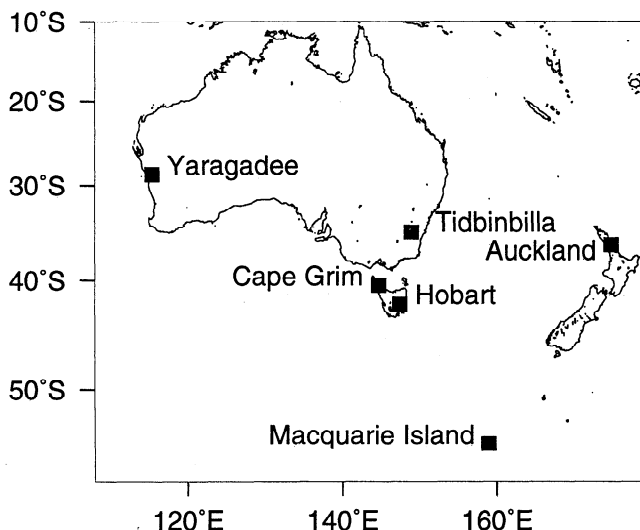 10°S
20°S
Yaragadee
30°S
Tidbinbilla
Auckland
Cape Grim
40°S
Hobart
50°S
Macquarie Island
120°E
140°E
160°E